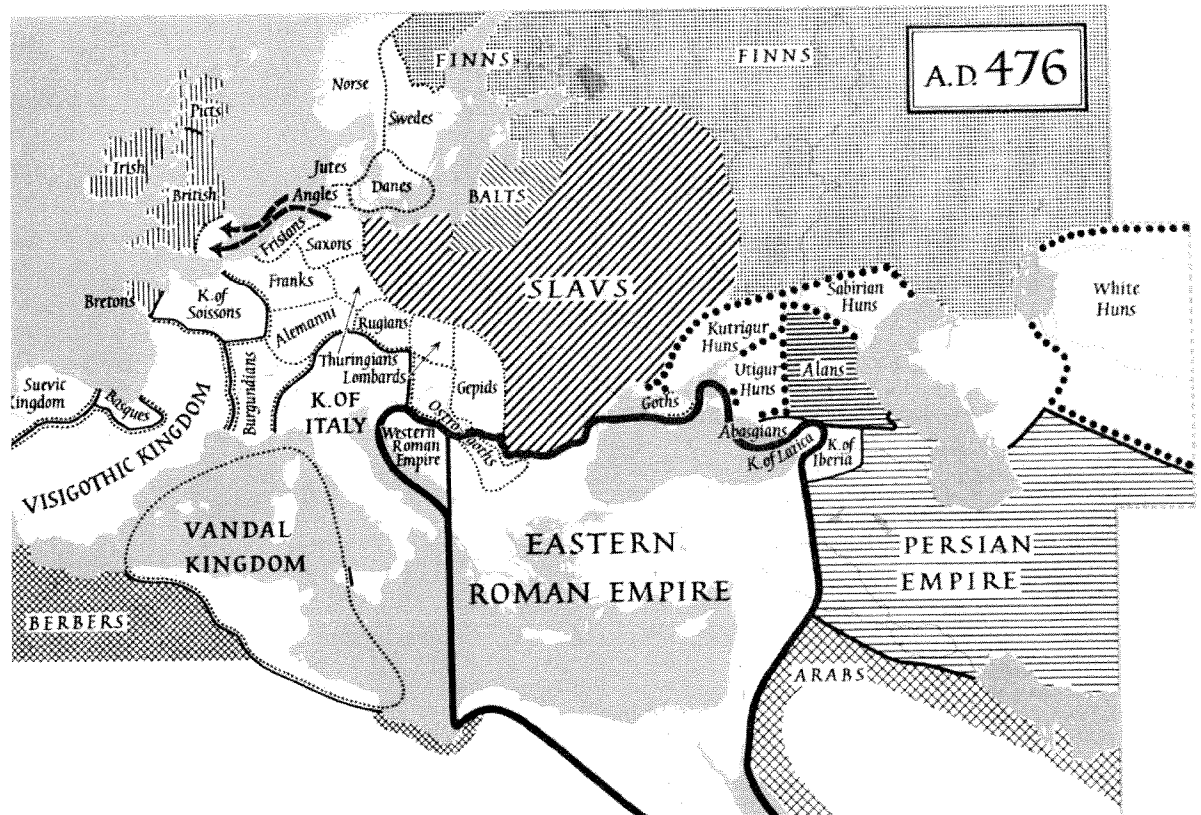 FINNS
FINNS
A.D. 476
Norse
Picts
Swedes
Irish
Jutes
British
Angles
Danes
BALTS
Frisians
Saxons
SLAVS
Sabirian
Huns
White
Huns
Bretons
K. of
Soissons
Franks
Alemanni
Rugians
Kutrigur
Huns
Thuringians
Lombards
Gepids
Utigur
Huns
Alans
Goths
Suevic
Kingdom
Basques
Burgundians
K. OF
ITALY
Ostrogoths
Western
Roman
Empire
Abasgians
K. of Lazica
K. of
Iberia
VISIGOTHIC KINGDOM
VANDAL
KINGDOM
EASTERN
ROMAN EMPIRE
PERSIAN
EMPIRE
BERBERS
ARABS